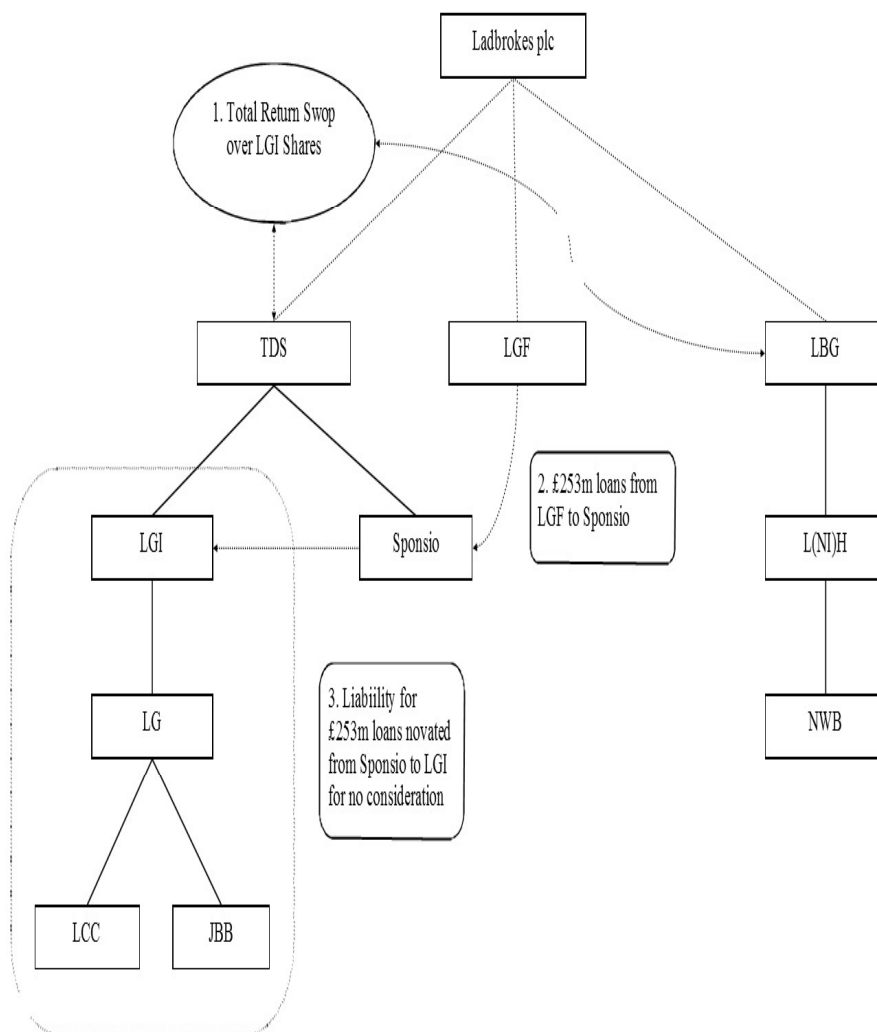 Ladbrokes plc
1. Total Return Swop
over LGI Shares
TDS
LGF
LBG
2. £253m loans from
LGF to Sponsio
LGI
Sponsio
L(NI)H
3. Liabiility for
£253m loans novated
from Sponsio to LGI
for no consideration
LG
NWB
LCC
JBB